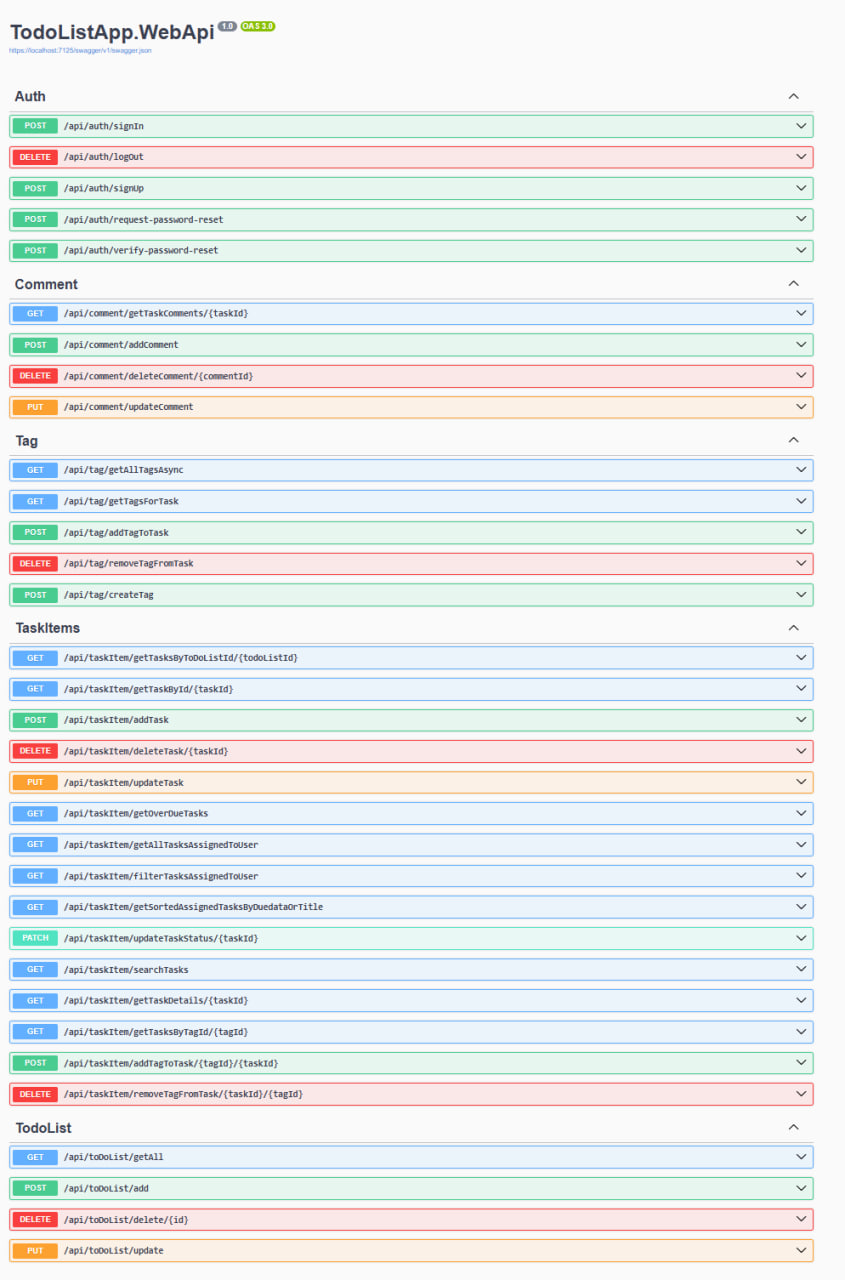 TodoListApp.WebApi 1.0 OAS 3.0
https://localhost:7125/swagger/v1/swagger.json
Auth
POST /api/auth/signIn
DELETE /api/auth/logOut
POST /api/auth/signUp
POST /api/auth/request-password-reset
POST /api/auth/verify-password-reset
Comment
GET /api/comment/getTaskComments/{taskId}
POST /api/comment/addComment
DELETE /api/comment/deleteComment/{commentId}
PUT /api/comment/updateComment
Tag
GET /api/tag/getAllTagsAsync
GET /api/tag/getTagsForTask
POST /api/tag/addTagToTask
DELETE /api/tag/removeTagFromTask
POST /api/tag/createTag
TaskItems
GET /api/taskItem/getTasksByToDoListId/{todoListId}
GET /api/taskItem/getTaskById/{taskId}
POST /api/taskItem/addTask
DELETE /api/taskItem/deleteTask/{taskId}
PUT /api/taskItem/updateTask
GET /api/taskItem/getOverDueTasks
GET /api/taskItem/getAllTasksAssignedToUser
GET /api/taskItem/filterTasksAssignedToUser
GET /api/taskItem/getSortedAssignedTasksByDuedataOrTitle
PATCH /api/taskItem/updateTaskStatus/{taskId}
GET /api/taskItem/searchTasks
GET /api/taskItem/getTaskDetails/{taskId}
GET /api/taskItem/getTasksByTagId/{tagId}
POST /api/taskItem/addTagToTask/{tagId}/{taskId}
DELETE /api/taskItem/removeTagFromTask/{taskId}/{tagId}
TodoList
GET /api/toDoList/getAll
POST /api/toDoList/add
DELETE /api/toDoList/delete/{id}
PUT /api/toDoList/update